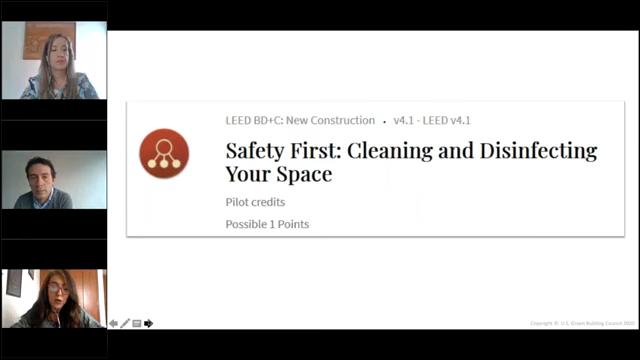 LEED BD+C: New Construction • v4.1 - LEED v4.1
Safety First: Cleaning and Disinfecting
Your Space
Pilot credits
Possible 1 Points
Copyright © U.S. Green Building Council 2020